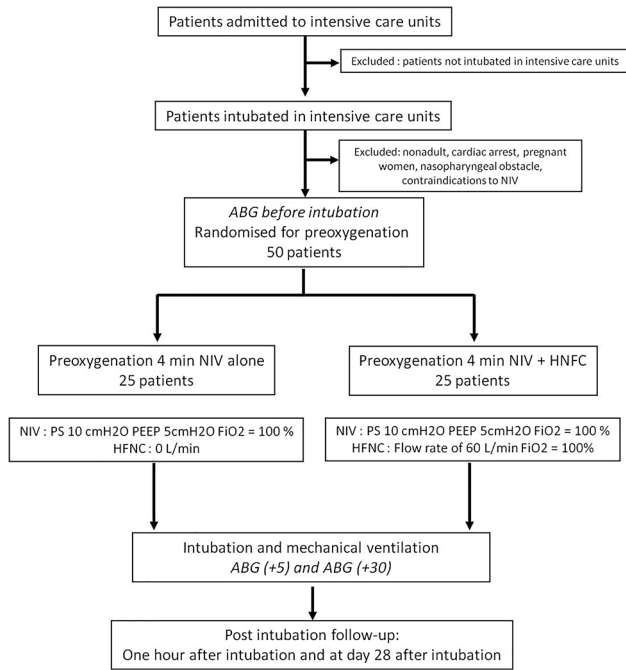 Patients admitted to intensive care units
Excluded : patients not intubated in intensive care units
Patients intubated in intensive care units
Excluded: nonadult, cardiac arrest, pregnant
women, nasopharyngeal obstacle,
contraindications to NIV
ABG before intubation
Randomised for preoxygenation
50 patients
Preoxygenation 4 min NIV alone
25 patients
Preoxygenation 4 min NIV + HNFC
25 patients
NIV : PS 10 cmH2O PEEP 5cmH2O FiO2 = 100 %
HFNC : 0 L/min
NIV : PS 10 cmH2O PEEP 5cmH2O FiO2 = 100 %
HFNC : Flow rate of 60 L/min FiO2 = 100%
Intubation and mechanical ventilation
ABG (+5) and ABG (+30)
Post intubation follow-up:
One hour after intubation and at day 28 after intubation